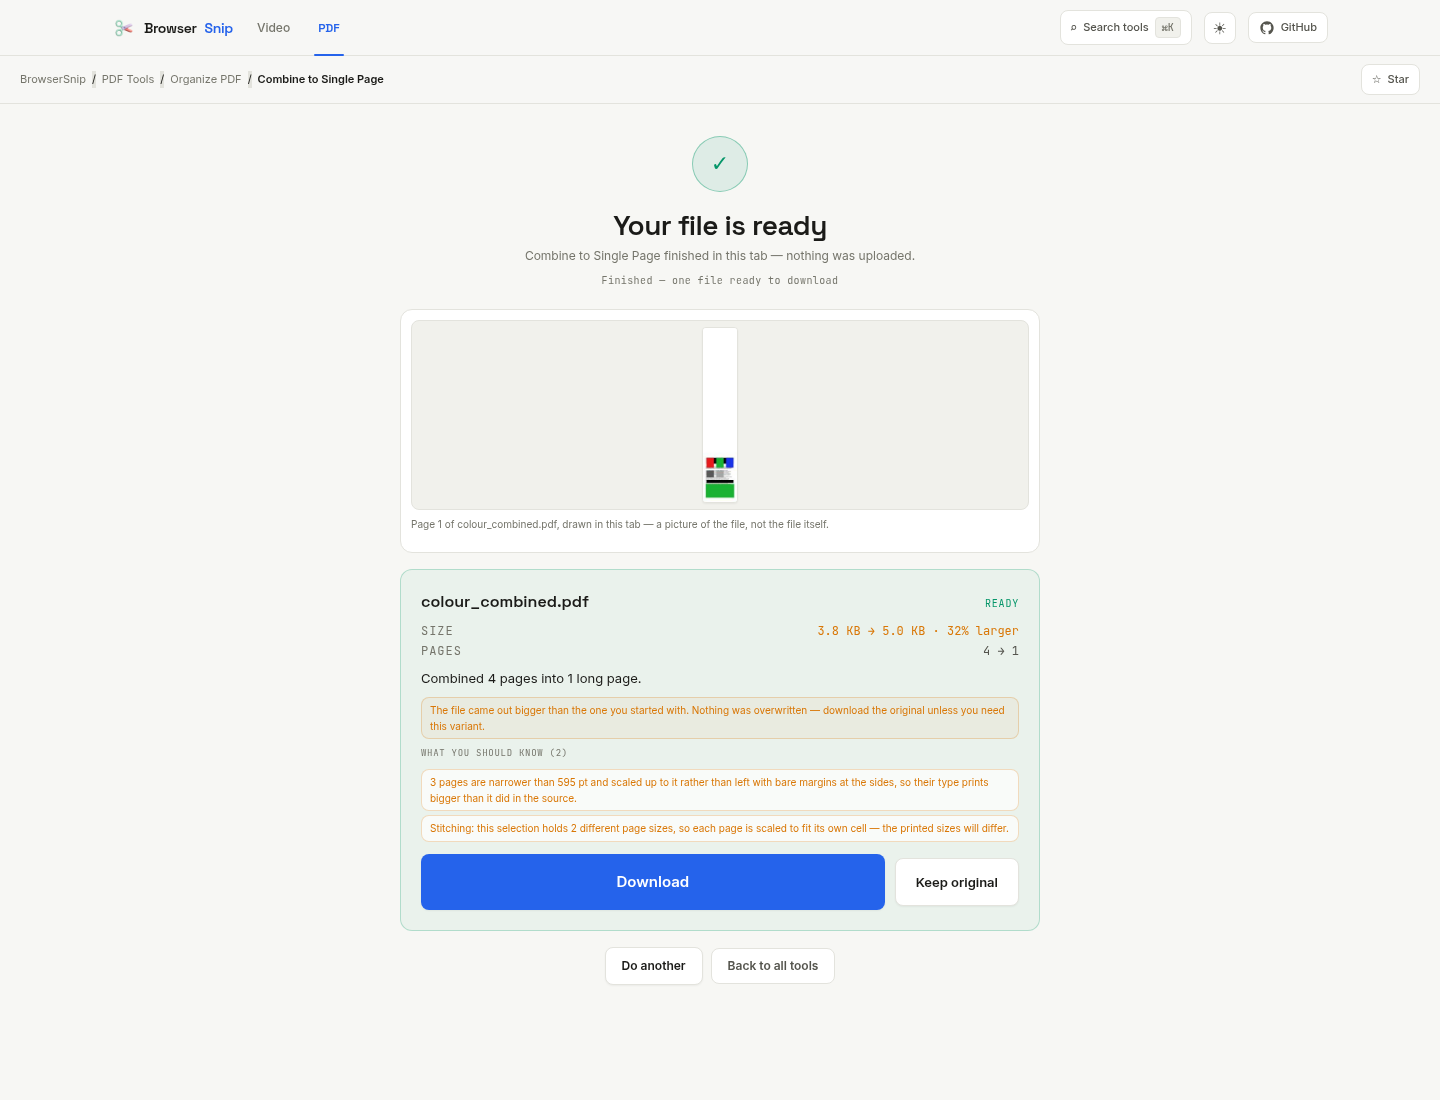 Browser Snip Video PDF Search tools ⌘K GitHub
BrowserSnip / PDF Tools / Organize PDF / Combine to Single Page ☆ Star
✓
Your file is ready
Combine to Single Page finished in this tab — nothing was uploaded.
Finished — one file ready to download
Page 1 of colour_combined.pdf, drawn in this tab — a picture of the file, not the file itself.
colour_combined.pdf READY
SIZE 3.8 KB → 5.0 KB · 32% larger
PAGES 4 → 1
Combined 4 pages into 1 long page.
The file came out bigger than the one you started with. Nothing was overwritten — download the original unless you need
this variant.
WHAT YOU SHOULD KNOW (2)
3 pages are narrower than 595 pt and scaled up to it rather than left with bare margins at the sides, so their type prints
bigger than it did in the source.
Stitching: this selection holds 2 different page sizes, so each page is scaled to fit its own cell — the printed sizes will differ.
Download Keep original
Do another Back to all tools